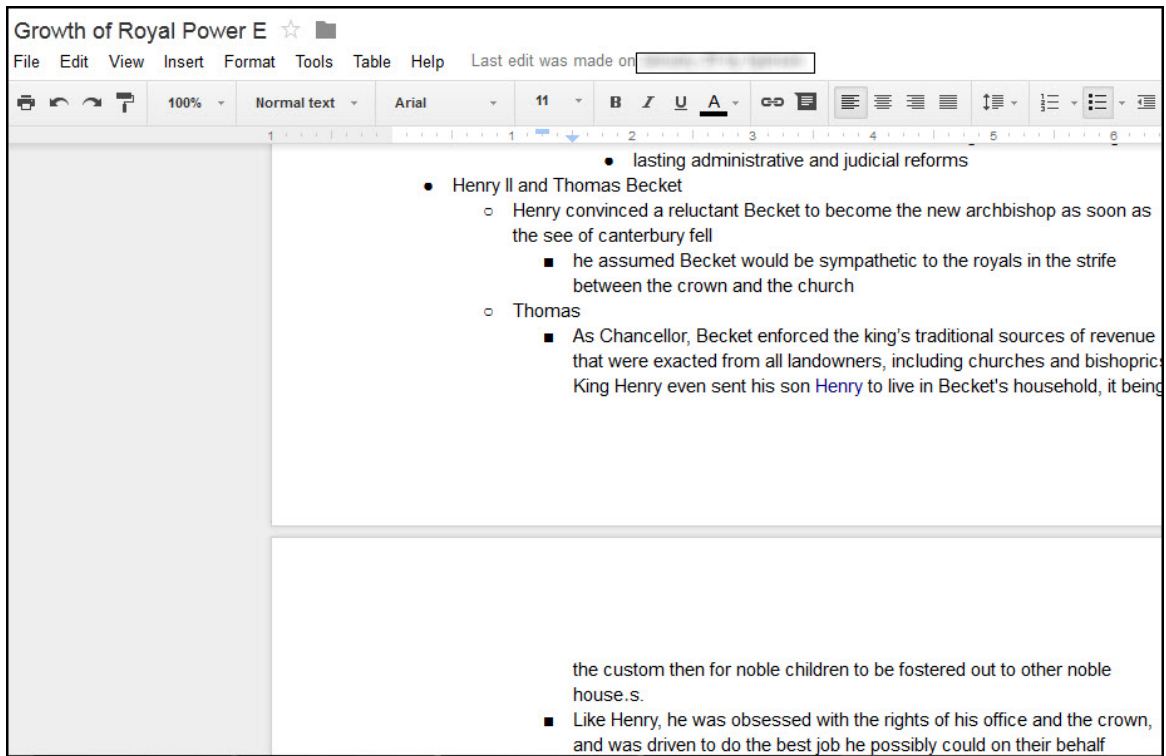 Growth of Royal Power E
File Edit View Insert Format Tools Table Help Last edit was made on
100% Normal text Arial 11 B I U A
1 1 2 3 4 5 6
● lasting administrative and judicial reforms
● Henry II and Thomas Becket
○ Henry convinced a reluctant Becket to become the new archbishop as soon as
the see of canterbury fell
■ he assumed Becket would be sympathetic to the royals in the strife
between the crown and the church
○ Thomas
■ As Chancellor, Becket enforced the king's traditional sources of revenue
that were exacted from all landowners, including churches and bishoprics
King Henry even sent his son Henry to live in Becket's household, it being
the custom then for noble children to be fostered out to other noble
house.s.
■ Like Henry, he was obsessed with the rights of his office and the crown,
and was driven to do the best job he possibly could on their behalf